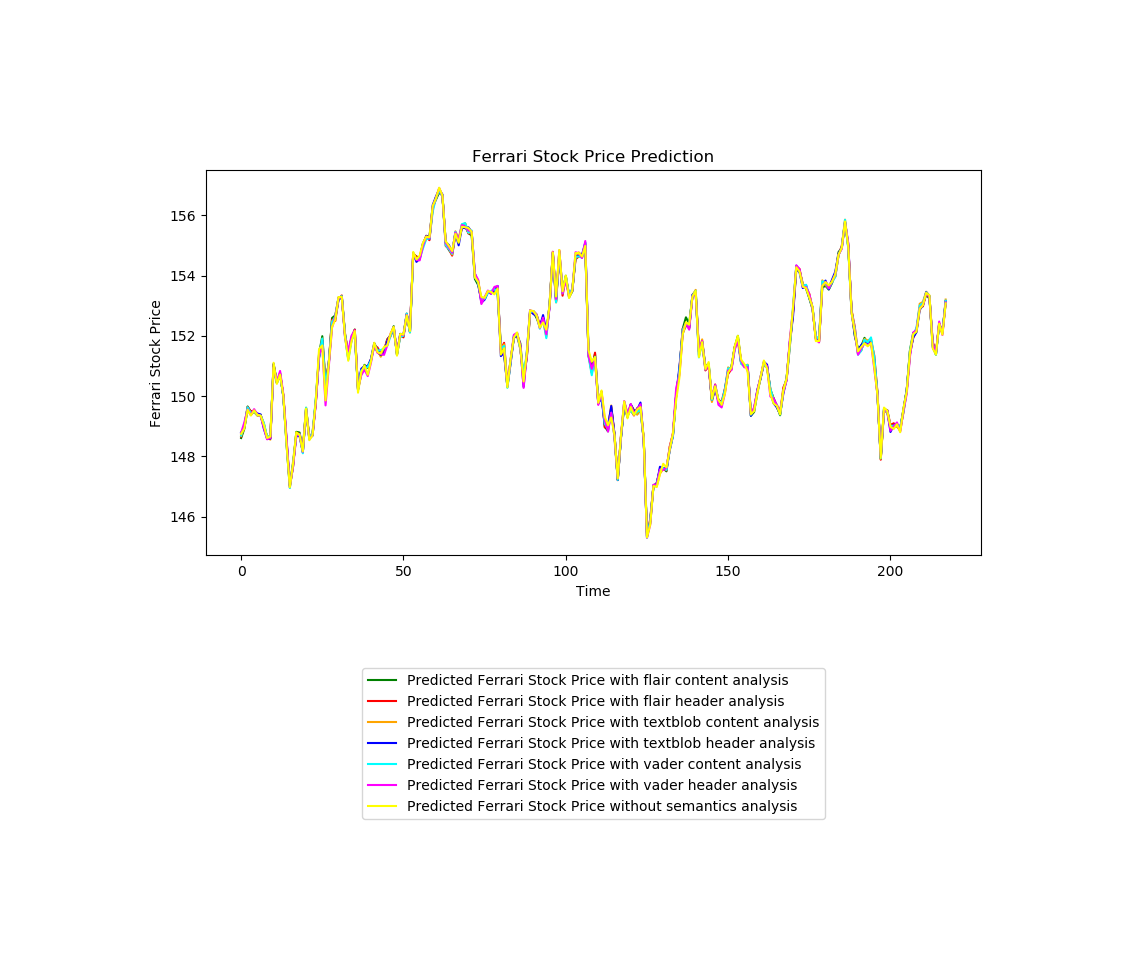 Ferrari Stock Price Prediction
Ferrari Stock Price
156
154
152
150
148
146
0 50 100 150 200
Time
Predicted Ferrari Stock Price with flair content analysis
Predicted Ferrari Stock Price with flair header analysis
Predicted Ferrari Stock Price with textblob content analysis
Predicted Ferrari Stock Price with textblob header analysis
Predicted Ferrari Stock Price with vader content analysis
Predicted Ferrari Stock Price with vader header analysis
Predicted Ferrari Stock Price without semantics analysis